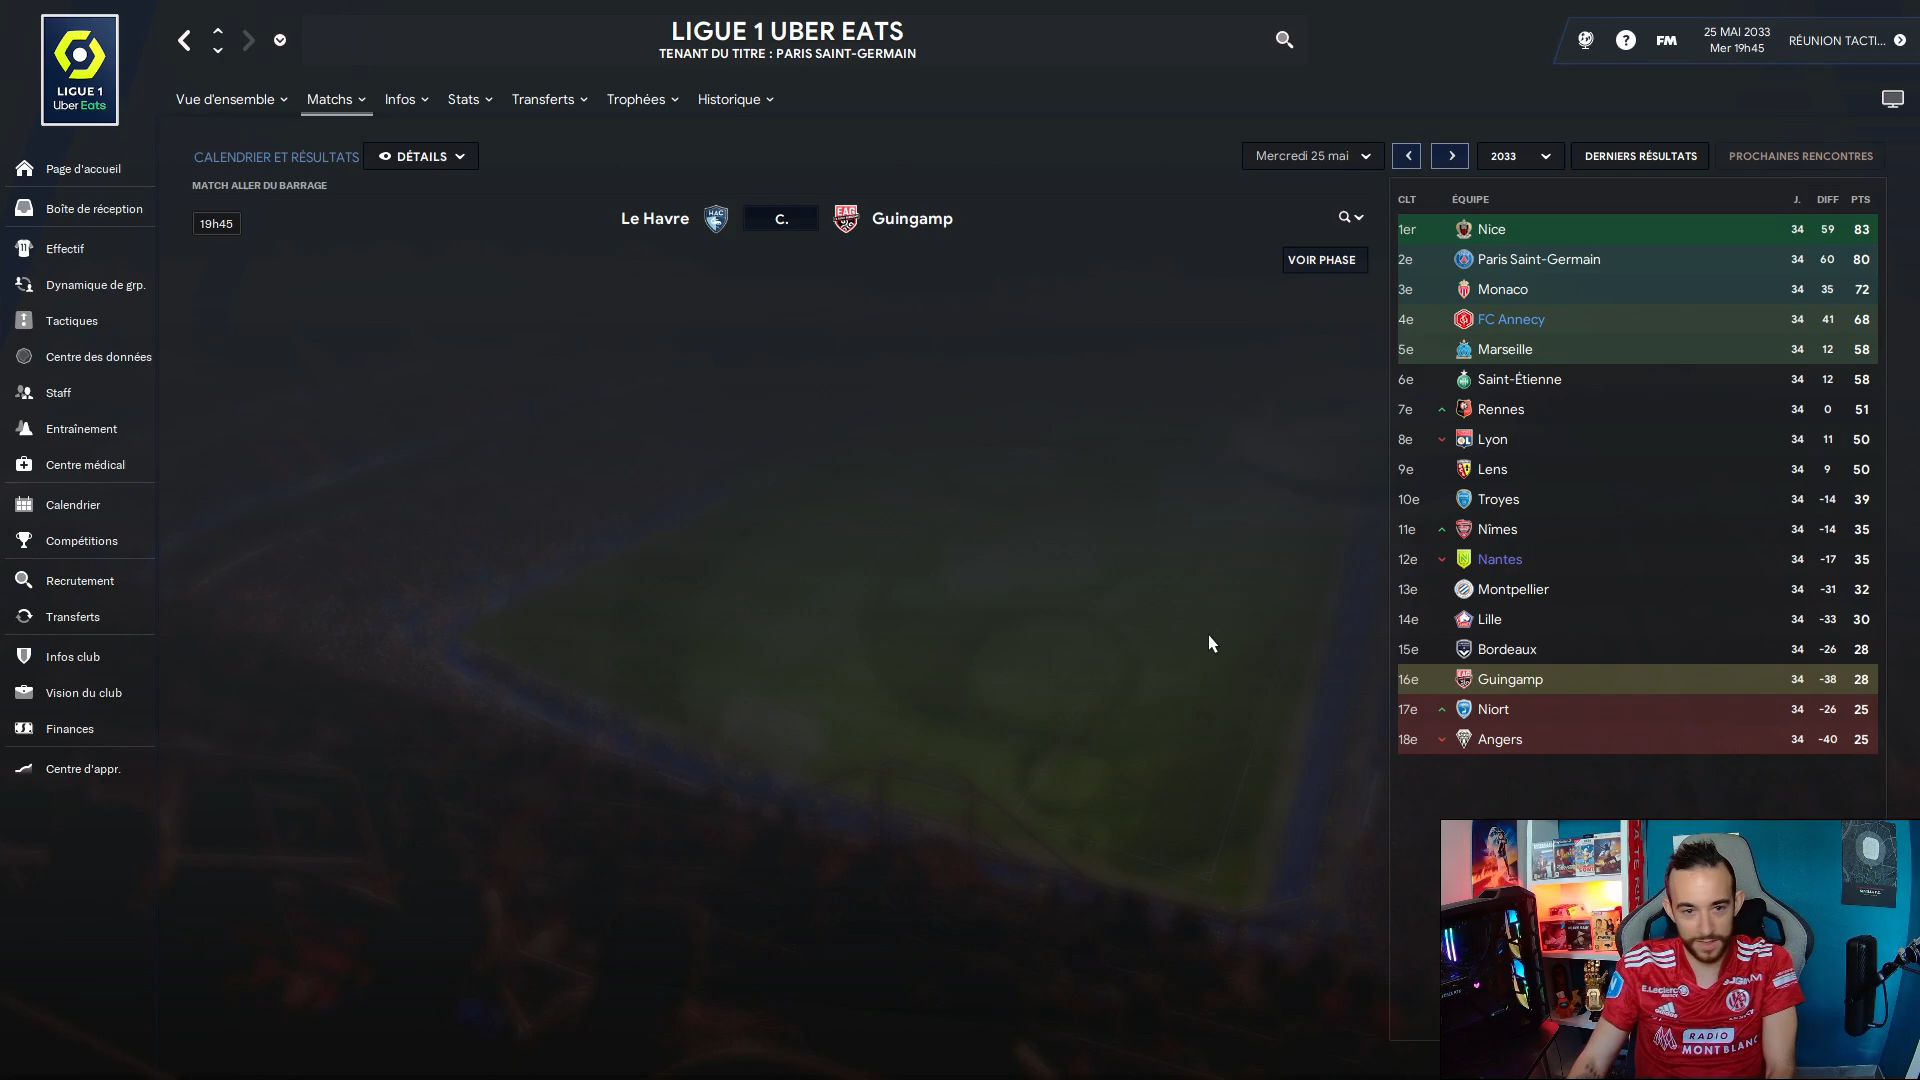 LIGUE 1
Uber Eats
LIGUE 1 UBER EATS
TENANT DU TITRE : PARIS SAINT-GERMAIN
?
FM
25 MAI 2033
Mer 19h45
RÉUNION TACTI...
Vue d'ensemble
Matchs
Infos
Stats
Transferts
Trophées
Historique
Page d'accueil
Boîte de réception
Effectif
Dynamique de grp.
Tactiques
Centre des données
Staff
Entraînement
Centre médical
Calendrier
Compétitions
Recrutement
Transferts
Infos club
Vision du club
Finances
Centre d'appr.
CALENDRIER ET RÉSULTATS
DÉTAILS
Mercredi 25 mai
2033
DERNIERS RÉSULTATS
PROCHAINES RENCONTRES
MATCH ALLER DU BARRAGE
19h45
Le Havre
HAC
C.
EAG
Guingamp
VOIR PHASE
CLT ÉQUIPE J. DIFF PTS
1er Nice 34 59 83
2e Paris Saint-Germain 34 60 80
3e Monaco 34 35 72
4e FC Annecy 34 41 68
5e Marseille 34 12 58
6e Saint-Étienne 34 12 58
7e Rennes 34 0 51
8e Lyon 34 11 50
9e Lens 34 9 50
10e Troyes 34 -14 39
11e Nîmes 34 -14 35
12e Nantes 34 -17 35
13e Montpellier 34 -31 32
14e Lille 34 -33 30
15e Bordeaux 34 -26 28
16e Guingamp 34 -38 28
17e Niort 34 -26 25
18e Angers 34 -40 25
E.Leclerc
adidas
RADIO
MONT BLANC